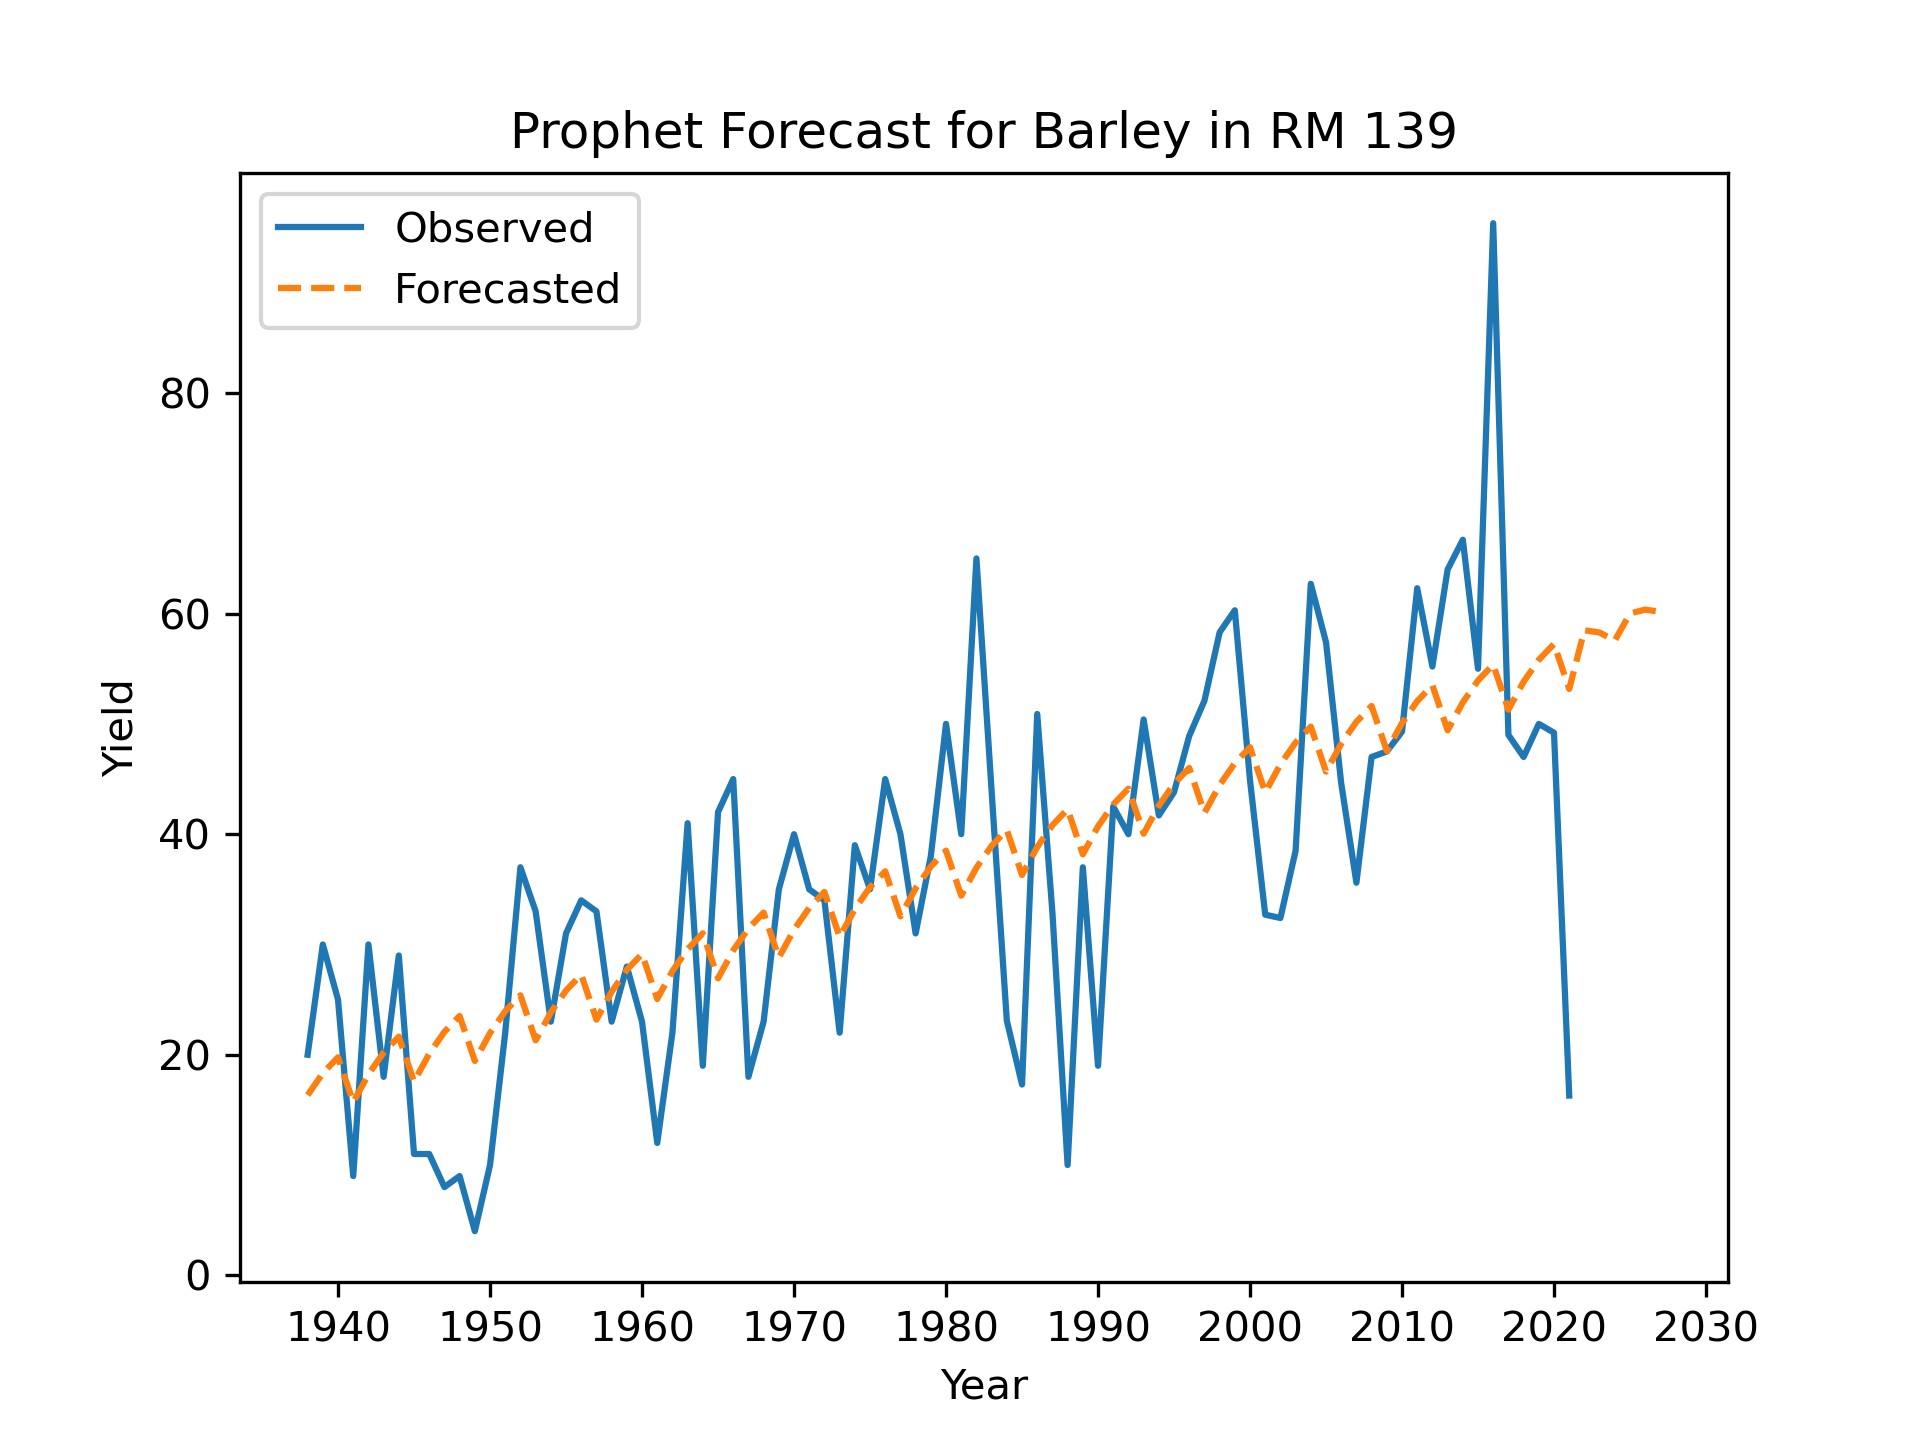 Prophet Forecast for Barley in RM 139
Observed
Forecasted
80
60
40
20
0
Yield
1940 1950 1960 1970 1980 1990 2000 2010 2020 2030
Year